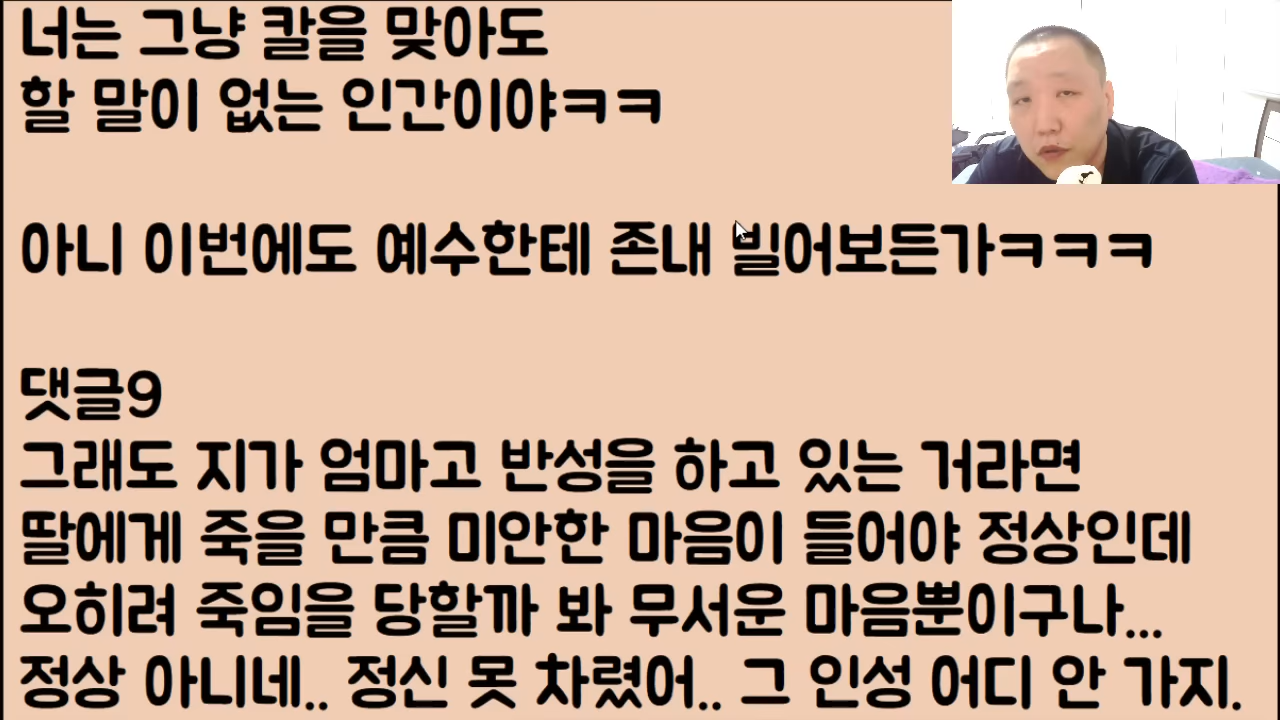 너는 그냥 칼을 맞아도
할 말이 없는 인간이야ㅋㅋ
아니 이번에도 예수한테 존내 빌어보든가ㅋㅋㅋ
댓글9
그래도 지가 엄마고 반성을 하고 있는 거라면
딸에게 죽을 만큼 미안한 마음이 들어야 정상인데
오히려 죽임을 당할까 봐 무서운 마음뿐이구나...
정상 아니네.. 정신 못 차렸어.. 그 인성 어디 안 가지.